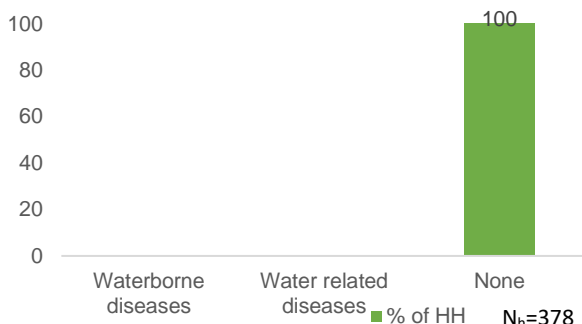 100
80
60
40
20
0
100
Waterborne diseases
Water related diseases
None
% of HH
Nh=378